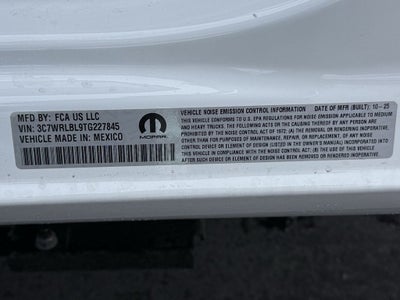 MFD BY: FCA US LLC
VIN: 3C7WRLBL9TG227845
VEHICLE MADE IN: MEXICO
MOPAR
VEHICLE NOISE EMISSION CONTROL INFORMATION DATE OF MFR (BUILT): 10-25
THIS VEHICLE CONFORMS TO U.S. EPA REGULATIONS FOR NOISE EMISSION APPLICABLE TO
MEDIUM AND HEAVY TRUCKS. THE FOLLOWING ACTS OR THE CAUSING THEREOF BY ANY PERSON ARE
PROHIBITED BY THE NOISE CONTROL ACT OF 1972.
(A) THE REMOVAL OR RENDERING INOPERATIVE, OTHER THAN FOR PURPOSES OF MAINTENANCE,
REPAIR, OR REPLACEMENT, OF ANY NOISE CONTROL DEVICE OR ELEMENT OF DESIGN (LISTED IN THE
OWNER'S MANUAL) INCORPORATED INTO THIS VEHICLE IN COMPLIANCE WITH THE NOISE CONTROL ACT;
(B) THE USE OF THIS VEHICLE AFTER SUCH DEVICE OR ELEMENT OF DESIGN HAS BEEN REMOVED OR
RENDERED INOPERATIVE.